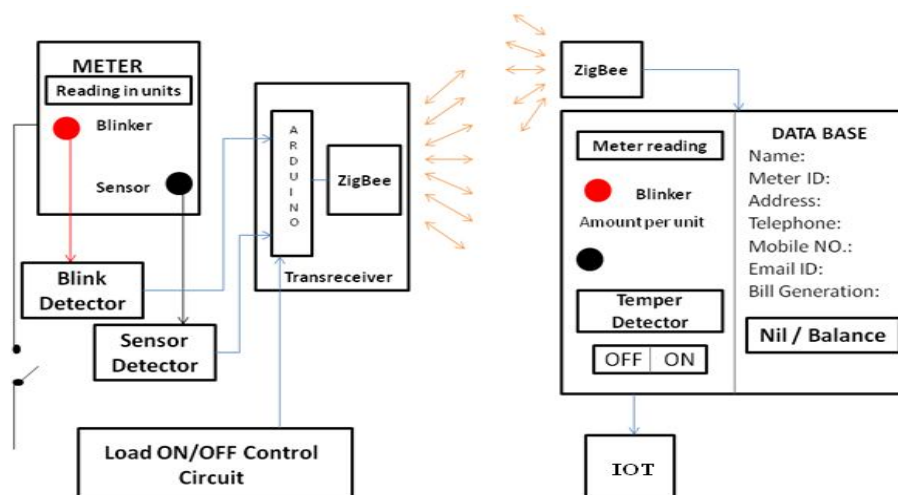 METER
Reading in units
Blinker
Sensor
Blink
Detector
Sensor
Detector
Load ON/OFF Control
Circuit
ARDUINO
ZigBee
Transreceiver
ZigBee
Meter reading
Blinker
Amount per unit
Temper
Detector
OFF ON
DATA BASE
Name:
Meter ID:
Address:
Telephone:
Mobile NO.:
Email ID:
Bill Generation:
Nil / Balance
IOT